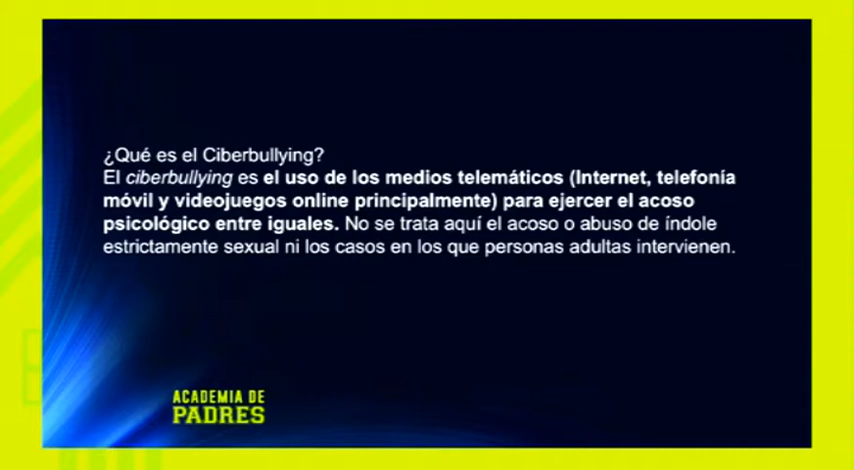 ¿Qué es el Ciberbullying?
El ciberbullying es el uso de los medios telemáticos (Internet, telefonía
móvil y videojuegos online principalmente) para ejercer el acoso
psicológico entre iguales. No se trata aquí el acoso o abuso de índole
estrictamente sexual ni los casos en los que personas adultas intervienen.
ACADEMIA DE
PADRES